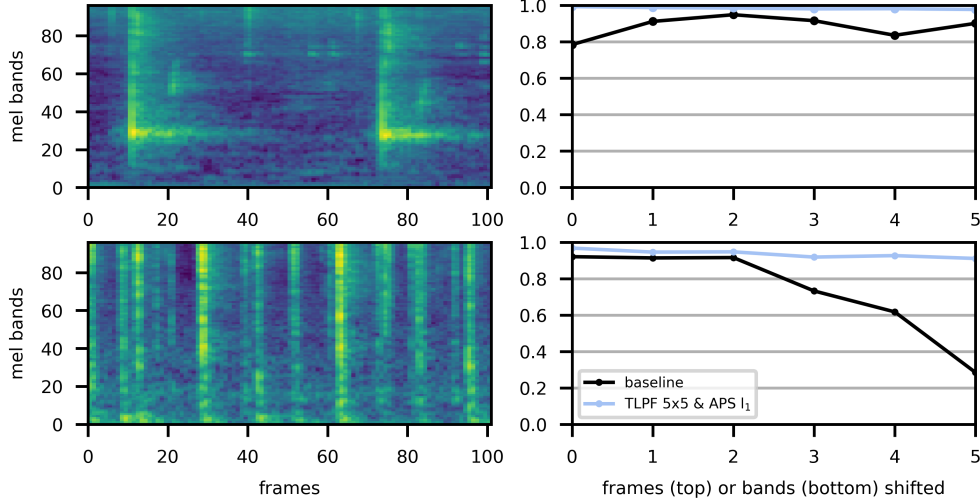 mel bands
80
60
40
20
0
0 20 40 60 80 100
1.0
0.8
0.6
0.4
0.2
0.0
0 1 2 3 4 5
mel bands
80
60
40
20
0
0 20 40 60 80 100
frames
1.0
0.8
0.6
0.4
0.2
0.0
baseline
TLPF 5x5 & APS l₁
0 1 2 3 4 5
frames (top) or bands (bottom) shifted